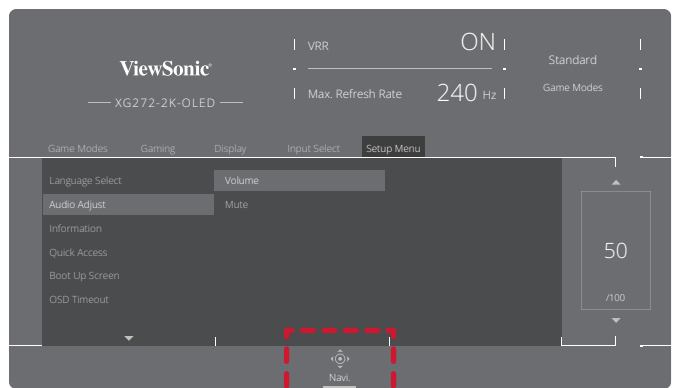 ViewSonic®
XG272-2K-OLED
VRR ON
Max. Refresh Rate 240 Hz
Standard
Game Modes
Game Modes Gaming Display Input Select Setup Menu
Language Select Volume
Audio Adjust Mute
Information
Quick Access
Boot Up Screen
OSD Timeout
50
/100
Navi.